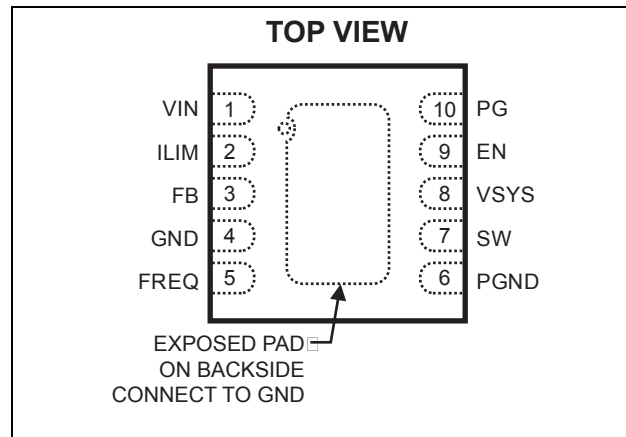 TOP VIEW
VIN 1 10 PG
ILIM 2 9 EN
FB 3 8 VSYS
GND 4 7 SW
FREQ 5 6 PGND
EXPOSED PAD
ON BACKSIDE
CONNECT TO GND